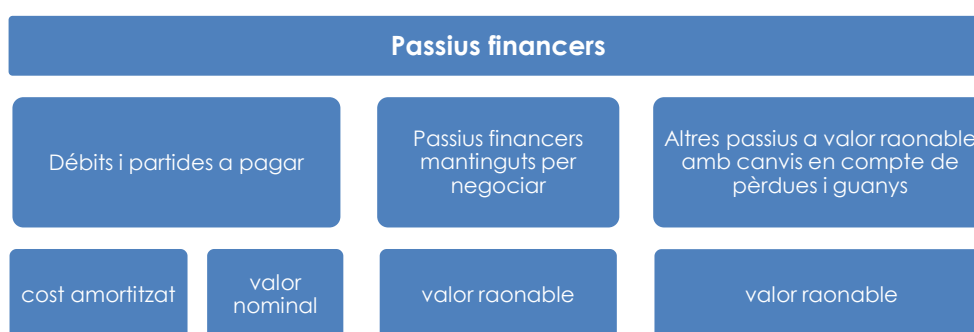 Passius financers
Débits i partides a pagar
Passius financers
mantinguts per
negociar
Altres passius a valor raonable
amb canvis en compte de
pèrdues i guanys
cost amortitzat
valor
nominal
valor raonable
valor raonable